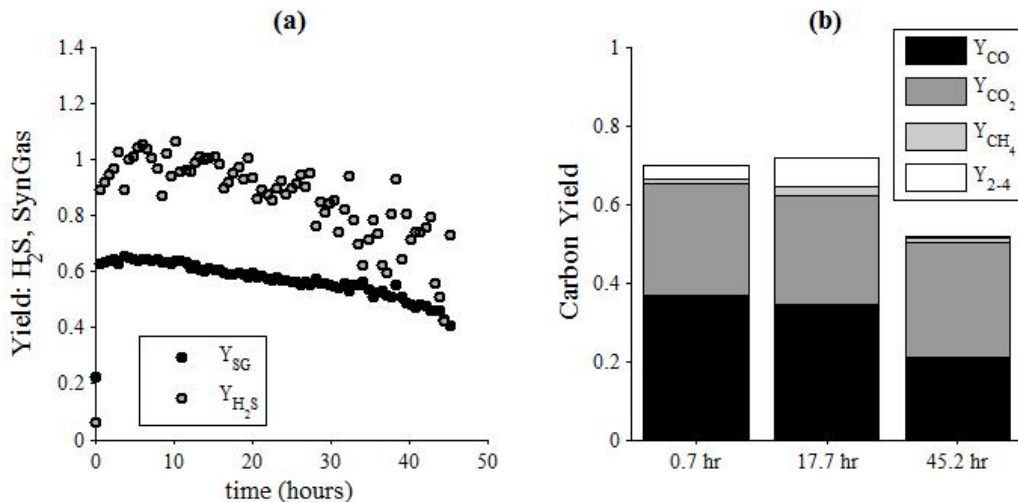 (a)
Yield: H2S, SynGas
1.4
1.2
1
0.8
0.6
0.4
0.2
0
0
10
20
30
40
50
time (hours)
YSG
YH2S
(b)
Carbon Yield
1
0.8
0.6
0.4
0.2
0
0.7 hr
17.7 hr
45.2 hr
YCO
YCO2
YCH4
Y2-4